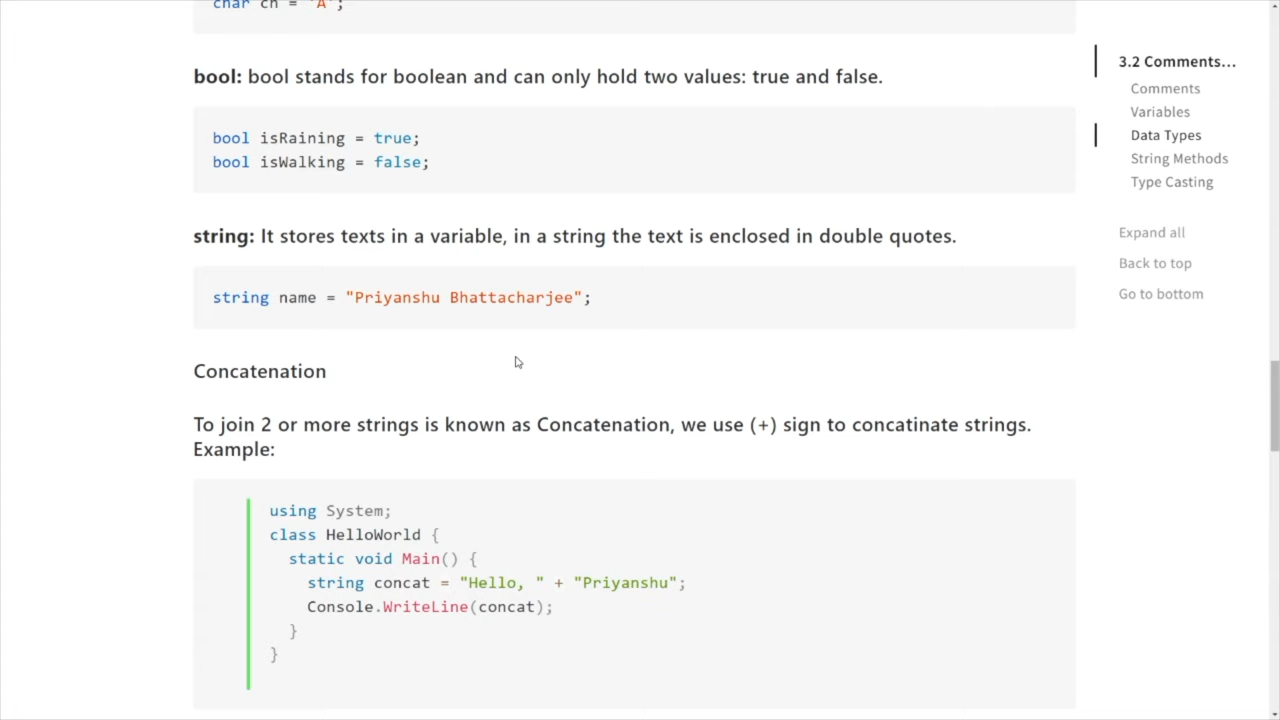 char ch = 'A';
bool: bool stands for boolean and can only hold two values: true and false.
bool isRaining = true;
bool isWalking = false;
string: It stores texts in a variable, in a string the text is enclosed in double quotes.
string name = "Priyanshu Bhattacharjee";
Concatenation
To join 2 or more strings is known as Concatenation, we use (+) sign to concatinate strings.
Example:
using System;
class HelloWorld {
static void Main() {
string concat = "Hello, " + "Priyanshu";
Console.WriteLine(concat);
}
}
3.2 Comments…
Comments
Variables
Data Types
String Methods
Type Casting
Expand all
Back to top
Go to bottom